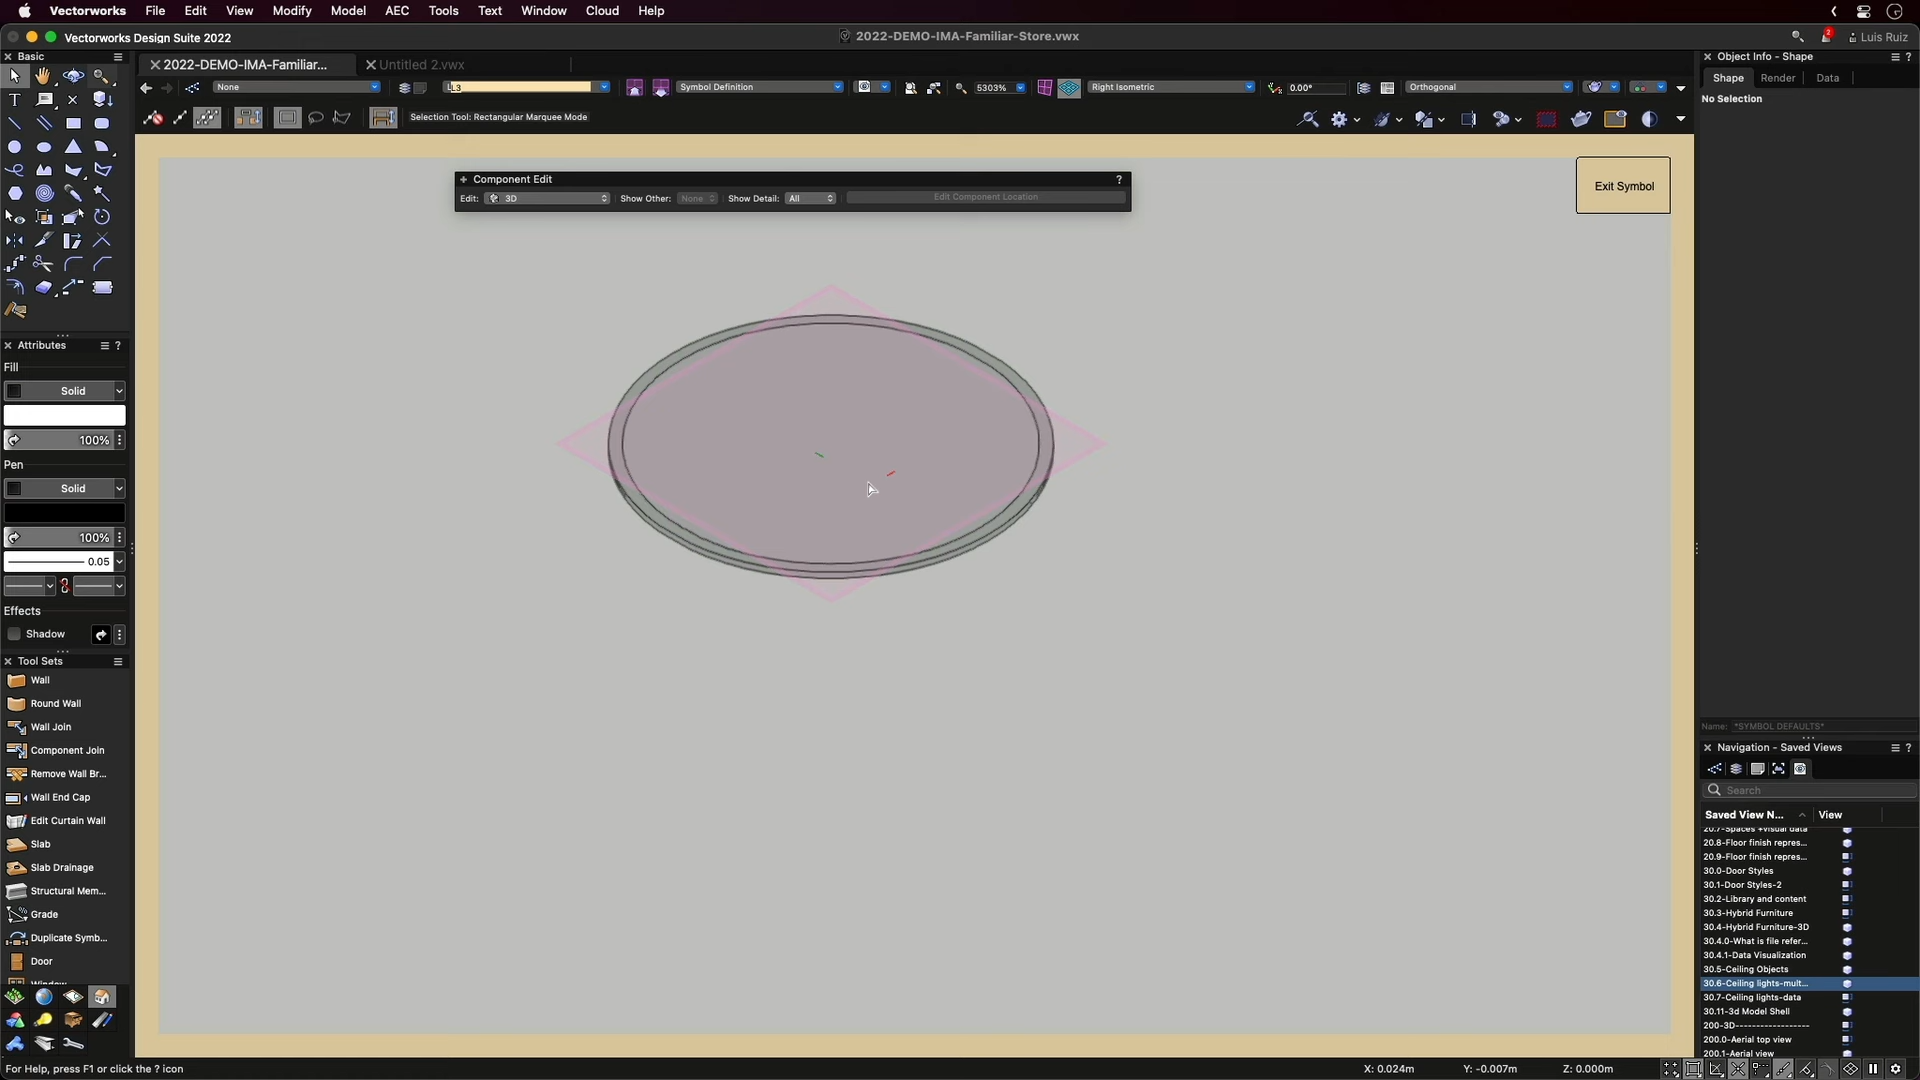 Vectorworks File Edit View Modify Model AEC Tools Text Window Cloud Help
Vectorworks Design Suite 2022
2022-DEMO-IMA-Familiar-Store.vwx
2
Luis Ruiz
Basic
2022-DEMO-IMA-Familiar...
Untitled 2.vwx
None
Symbol Definition
5303%
Right Isometric
0.00°
Orthogonal
Selection Tool: Rectangular Marquee Mode
Component Edit
?
Edit: 3D
Show Other: None
Show Detail: All
Edit Component Location
Exit Symbol
Attributes
?
Fill
Solid
100%
Pen
Solid
100%
0.05
Effects
Shadow
Tool Sets
Wall
Round Wall
Wall Join
Component Join
Remove Wall Br...
Wall End Cap
Edit Curtain Wall
Slab
Slab Drainage
Structural Mem...
Grade
Duplicate Symb...
Door
Window
Object Info - Shape
?
Shape Render Data
No Selection
Name: *SYMBOL DEFAULTS*
Navigation - Saved Views
?
Search
Saved View N... View
20.7-Spaces +visual data
20.8-Floor finish repres...
20.9-Floor finish repres...
30.0-Door Styles
30.1-Door Styles-2
30.2-Library and content
30.3-Hybrid Furniture
30.4-Hybrid Furniture-3D
30.4.0-What is file refer...
30.4.1-Data Visualization
30.5-Ceiling Objects
30.6-Ceiling lights-mult...
30.7-Ceiling lights-data
30.11-3d Model Shell
200-3D------------------
200.0-Aerial top view
200.1-Aerial view
For Help, press F1 or click the ? icon
X: 0.024m
Y: -0.007m
Z: 0.000m